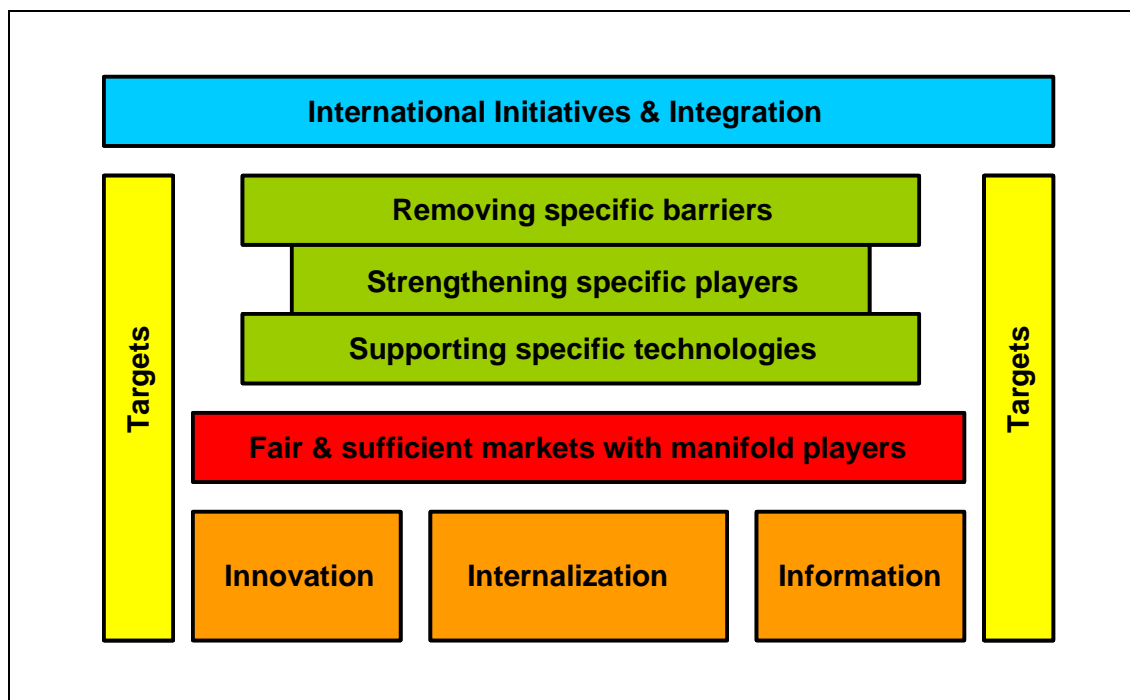 International Initiatives & Integration
Targets
Removing specific barriers
Strengthening specific players
Supporting specific technologies
Targets
Fair & sufficient markets with manifold players
Innovation
Internalization
Information